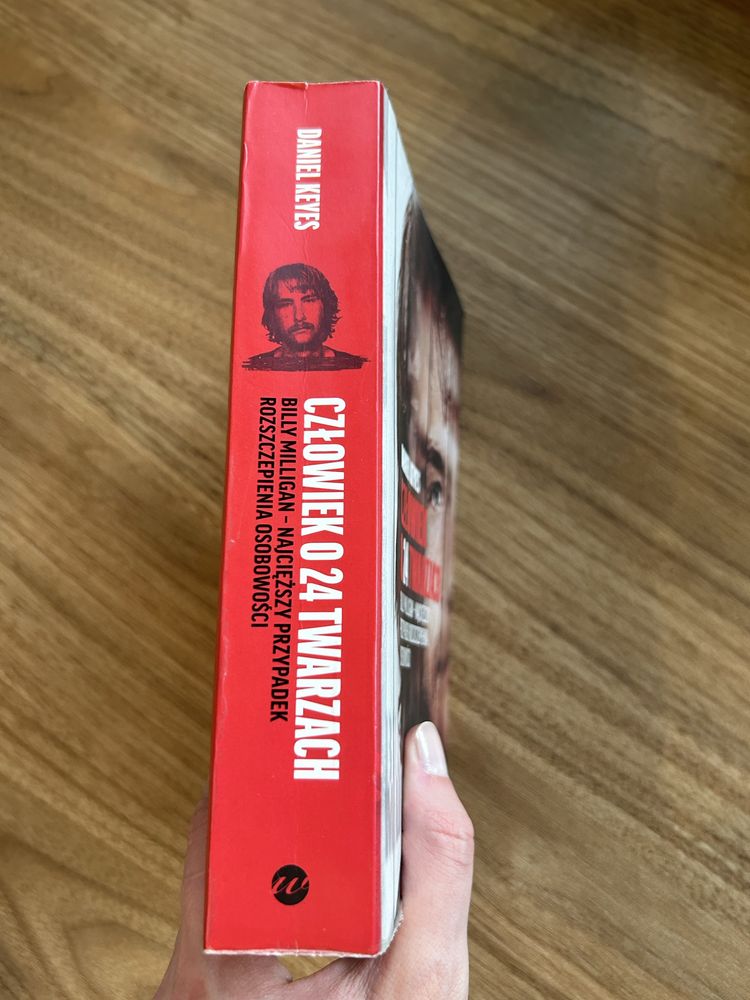 DANIEL KEYES
CZŁOWIEK O 24 TWARZACH
BILLY MILLIGAN – NAJCIĘŻSZY PRZYPADEK
ROZSZCZEPIENIA OSOBOWOŚCI
w